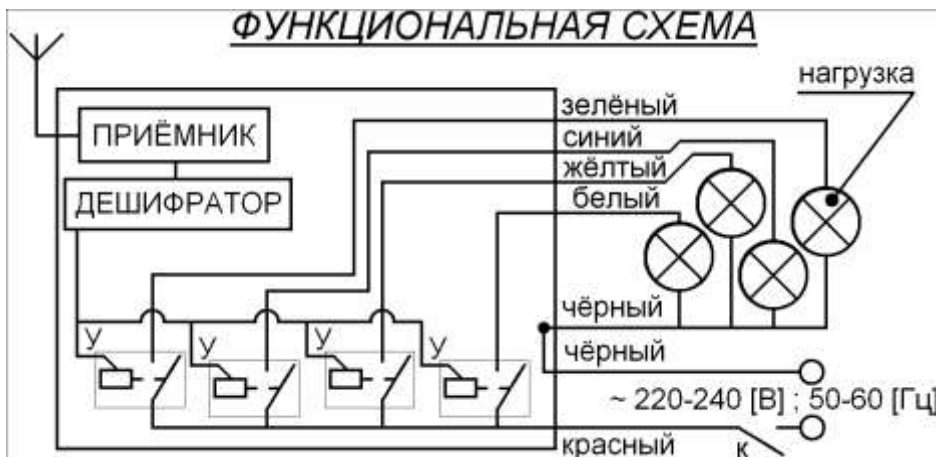 ФУНКЦИОНАЛЬНАЯ СХЕМА
нагрузка
зелёный
ПРИЁМНИК
синий
жёлтый
ДЕШИФРАТОР
белый
чёрный
У
У
У
У
чёрный
~ 220-240 [В] ; 50-60 [Гц]
красный
к